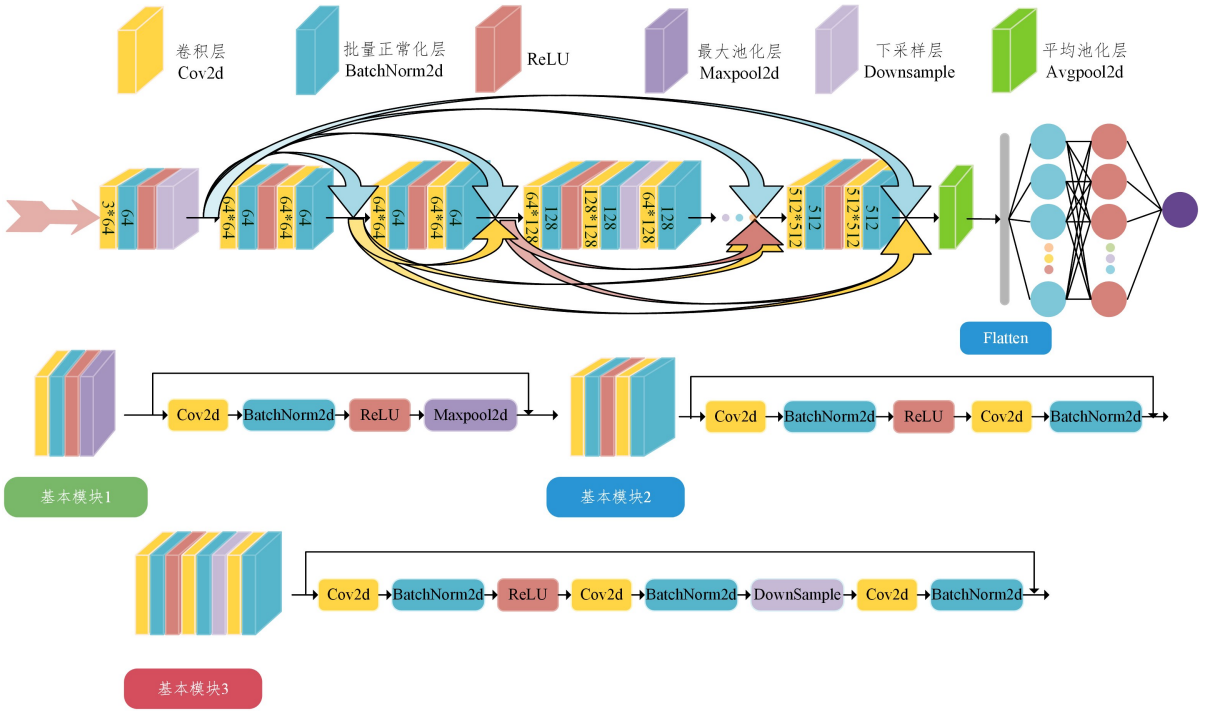 卷积层
Cov2d
批量正常化层
BatchNorm2d
ReLU
最大池化层
Maxpool2d
下采样层
Downsample
平均池化层
Avgpool2d
3*64
64
64*64
64
64*64
64
64*64
64
64*64
64
64*128
128
128*128
128
64*128
128
512*512
512
512*512
512
Flatten
Cov2d
BatchNorm2d
ReLU
Maxpool2d
基本模块1
Cov2d
BatchNorm2d
ReLU
Cov2d
BatchNorm2d
基本模块2
Cov2d
BatchNorm2d
ReLU
Cov2d
BatchNorm2d
DownSample
Cov2d
BatchNorm2d
基本模块3